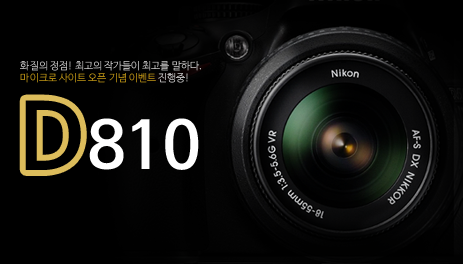 화질의 정점! 최고의 작가들이 최고를 말하다,
마이크로 사이트 오픈 기념 이벤트 진행중!
D810
Nikon
AF-S DX NIKKOR
18-55mm 1:3.5-5.6G VR